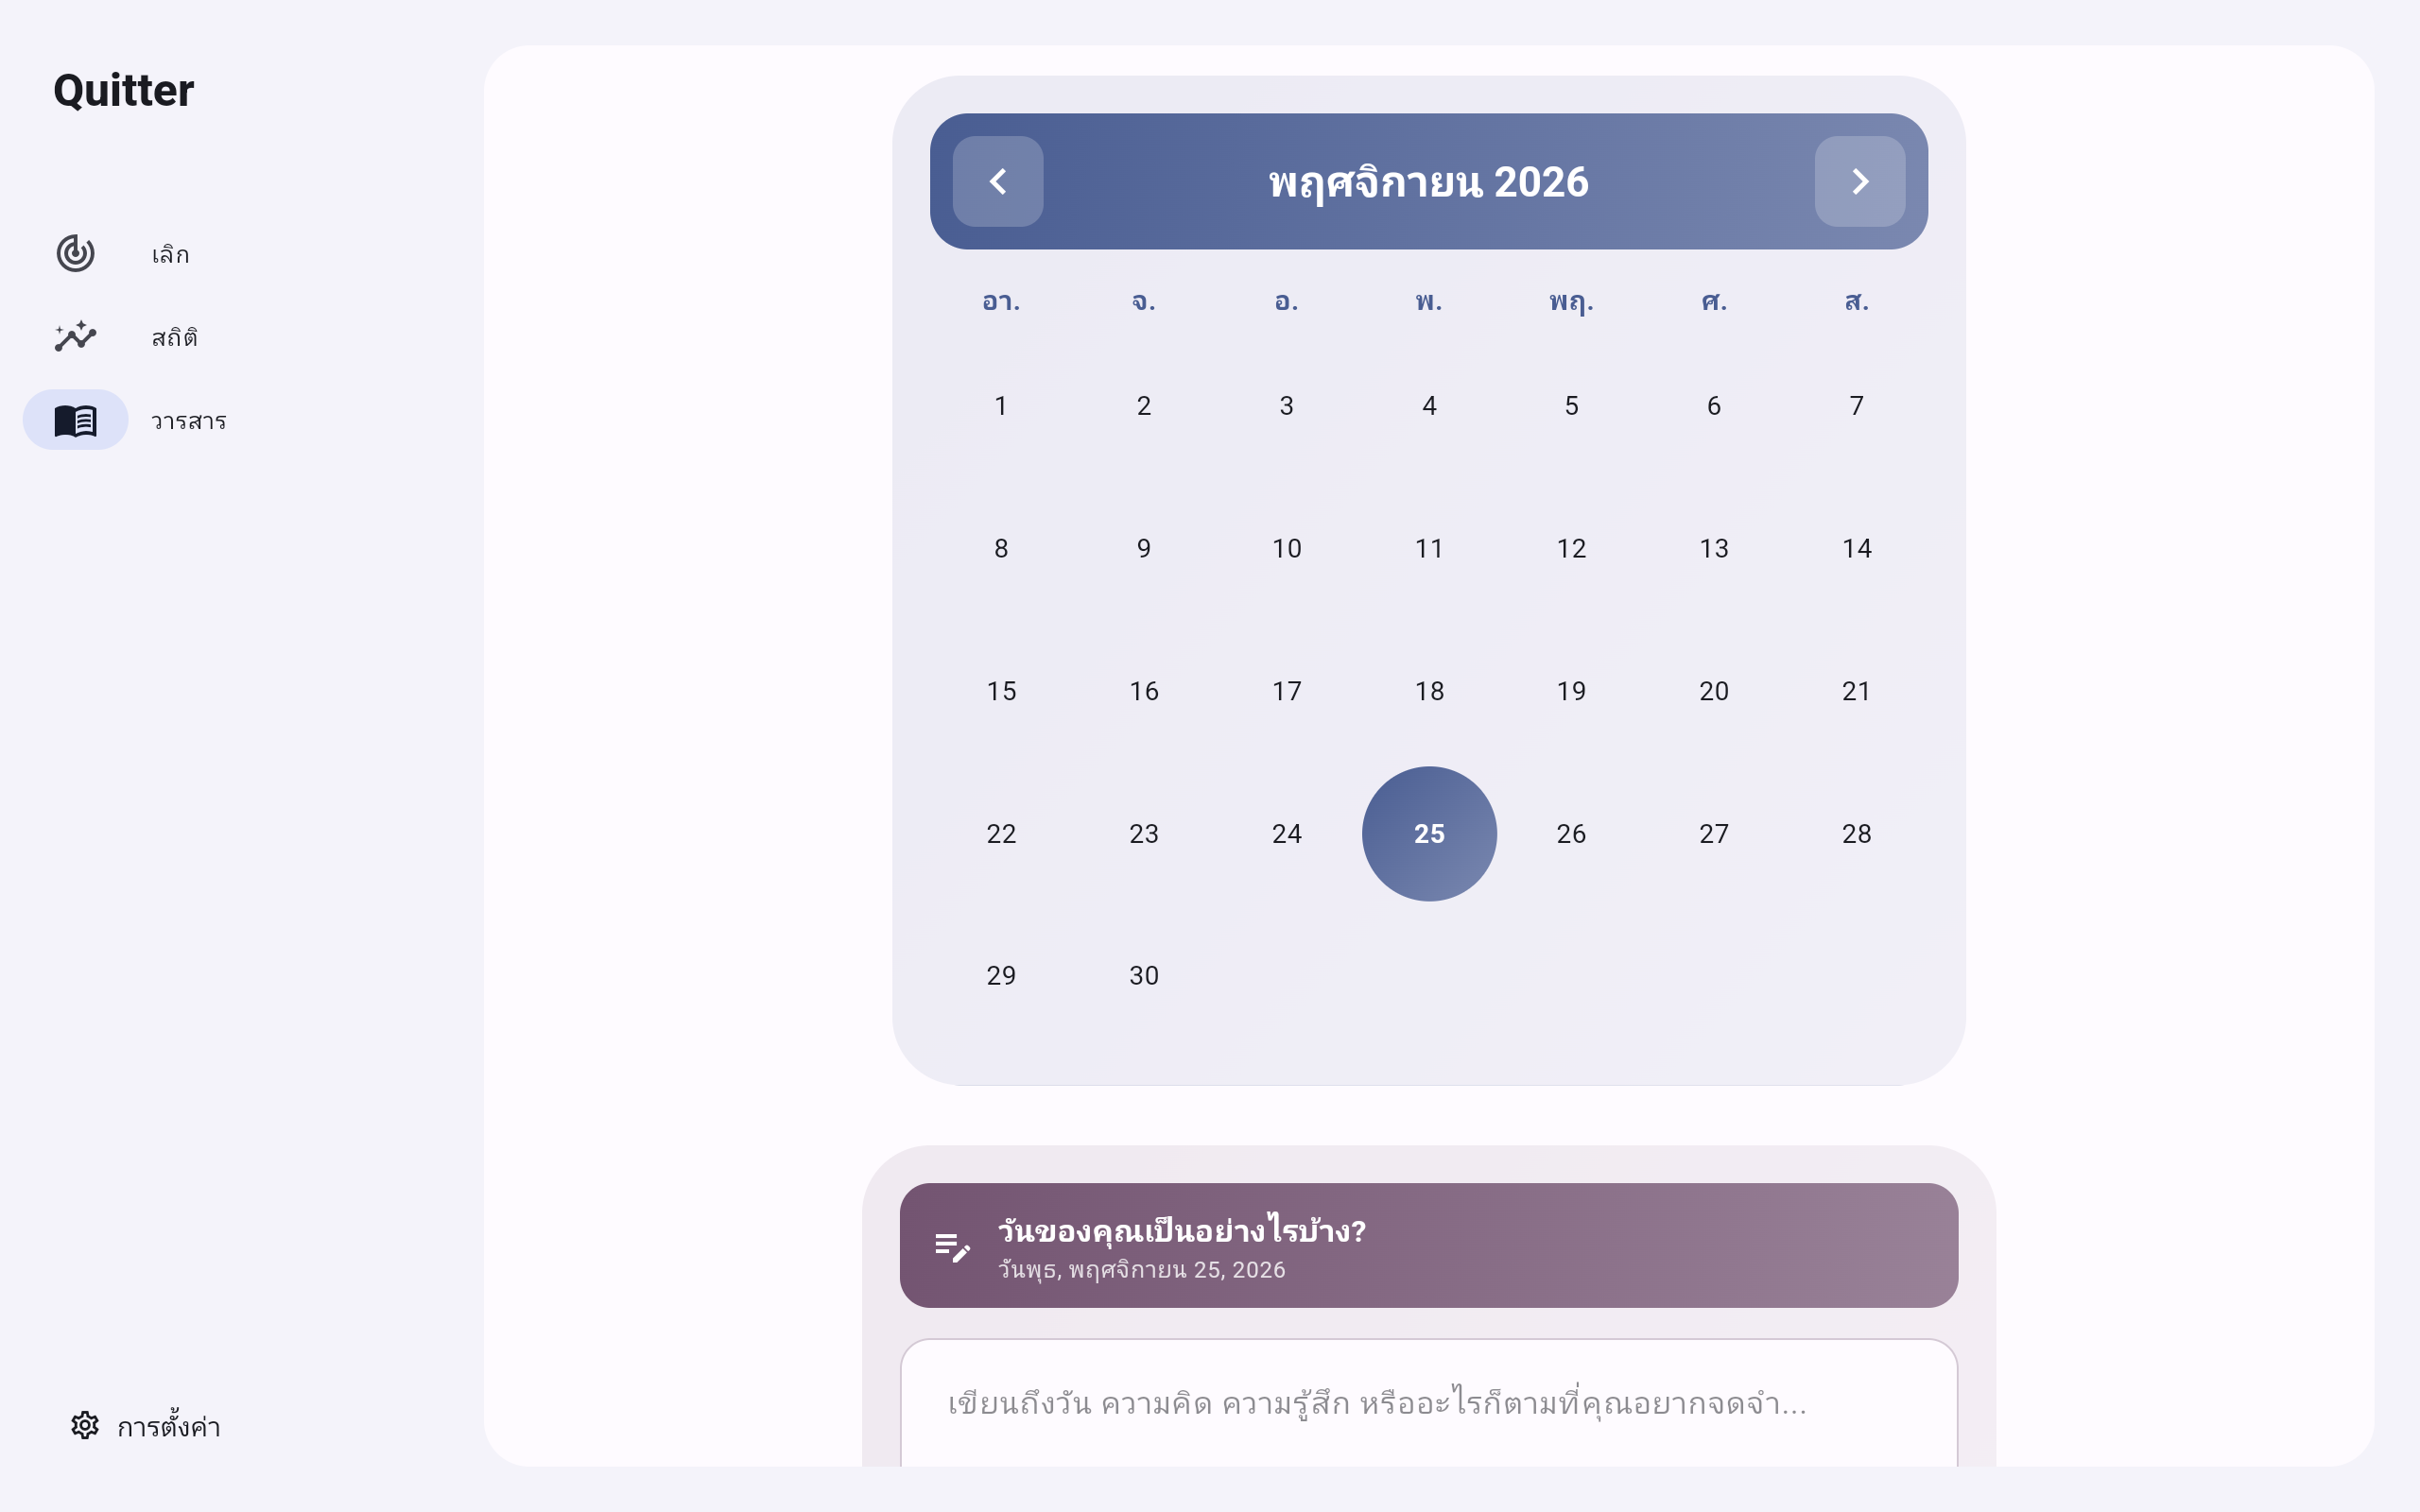 Quitter
เลิก
สถิติ
วารสาร
การตั้งค่า
พฤศจิกายน 2026
อา. จ. อ. พ. พฤ. ศ. ส.
1 2 3 4 5 6 7
8 9 10 11 12 13 14
15 16 17 18 19 20 21
22 23 24 25 26 27 28
29 30
วันของคุณเป็นอย่างไรบ้าง?
วันพุธ, พฤศจิกายน 25, 2026
เขียนถึงวัน ความคิด ความรู้สึก หรืออะไรก็ตามที่คุณอยากจดจำ...